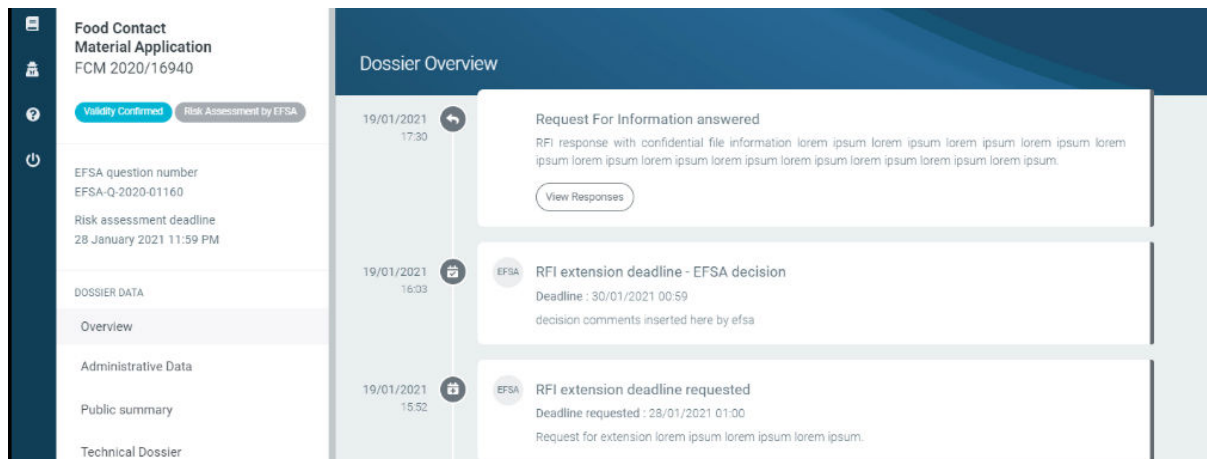 Food Contact
Material Application
FCM 2020/16940
Validity Confirmed
Risk Assessment by EFSA
EFSA question number
EFSA-Q-2020-01160
Risk assessment deadline
28 January 2021 11:59 PM
DOSSIER DATA
Overview
Administrative Data
Public summary
Technical Dossier
Dossier Overview
19/01/2021
17:30
Request For Information answered
RFI response with confidential file information lorem ipsum lorem ipsum lorem ipsum lorem ipsum lorem
ipsum lorem ipsum lorem ipsum lorem ipsum lorem ipsum lorem ipsum lorem ipsum lorem ipsum.
View Responses
19/01/2021
16:03
EFSA
RFI extension deadline - EFSA decision
Deadline : 30/01/2021 00:59
decision comments inserted here by efsa
19/01/2021
15:52
EFSA
RFI extension deadline requested
Deadline requested : 28/01/2021 01:00
Request for extension lorem ipsum lorem ipsum lorem ipsum.